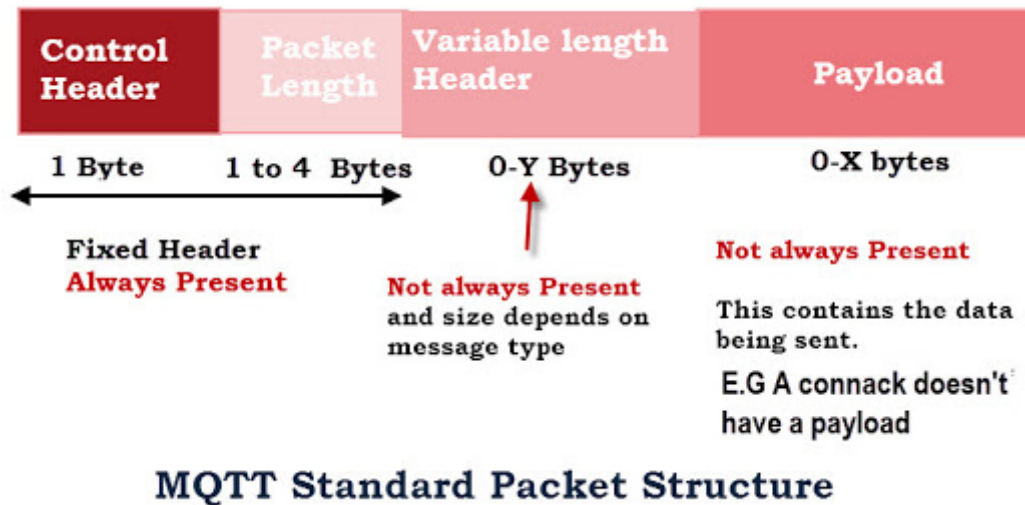 Control
Header
Packet
Length
Variable length
Header
Payload
1 Byte
1 to 4 Bytes
0-Y Bytes
0-X bytes
Fixed Header
Always Present
Not always Present
and size depends on
message type
Not always Present
This contains the data
being sent.
E.G A connack doesn't
have a payload
MQTT Standard Packet Structure